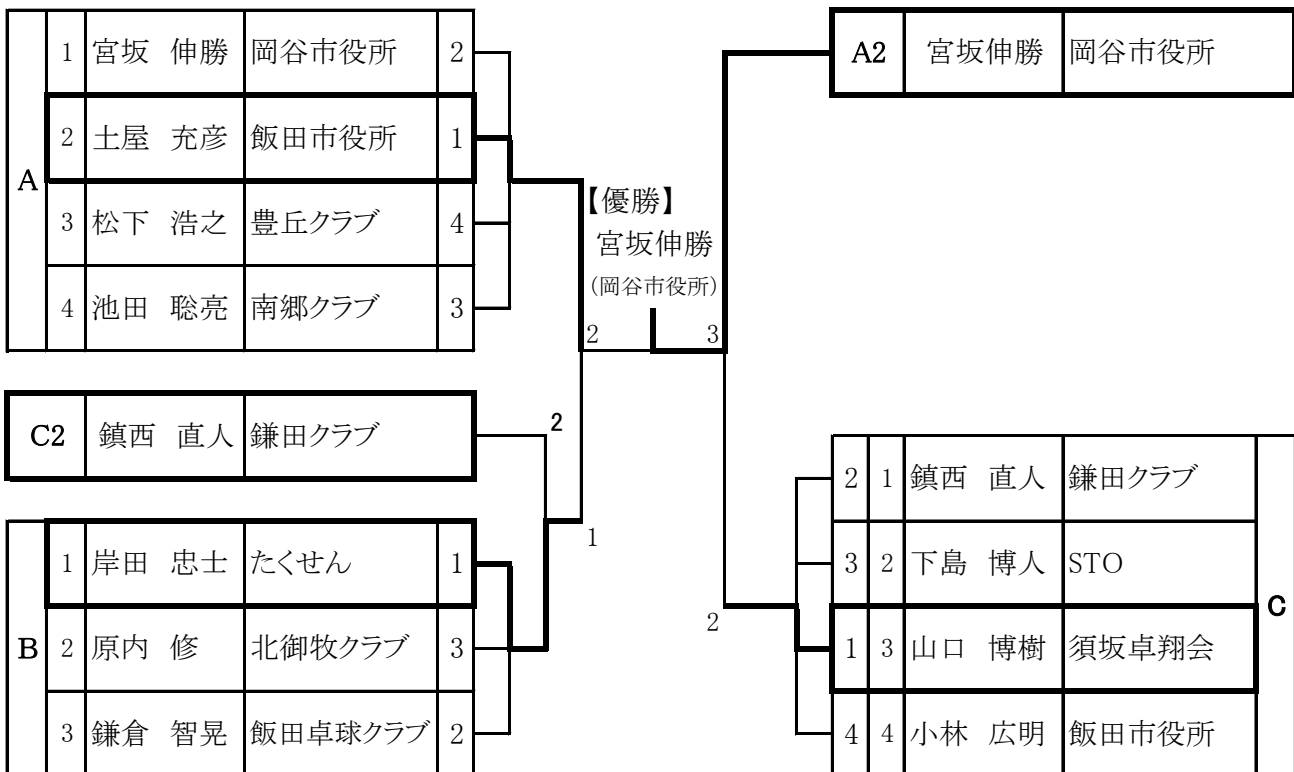 A
1 宮坂 伸勝 岡谷市役所 2
2 土屋 充彦 飯田市役所 1
3 松下 浩之 豊丘クラブ 4
4 池田 聡亮 南郷クラブ 3
C2 鎮西 直人 鎌田クラブ
2
B
1 岸田 忠士 たくせん 1
2 原内 修 北御牧クラブ 3
3 鎌倉 智晃 飯田卓球クラブ 2
1
【優勝】
宮坂伸勝
(岡谷市役所)
2 3
A2 宮坂伸勝 岡谷市役所
2
2 1 鎮西 直人 鎌田クラブ
3 2 下島 博人 STO
1 3 山口 博樹 須坂卓翔会
4 4 小林 広明 飯田市役所
C